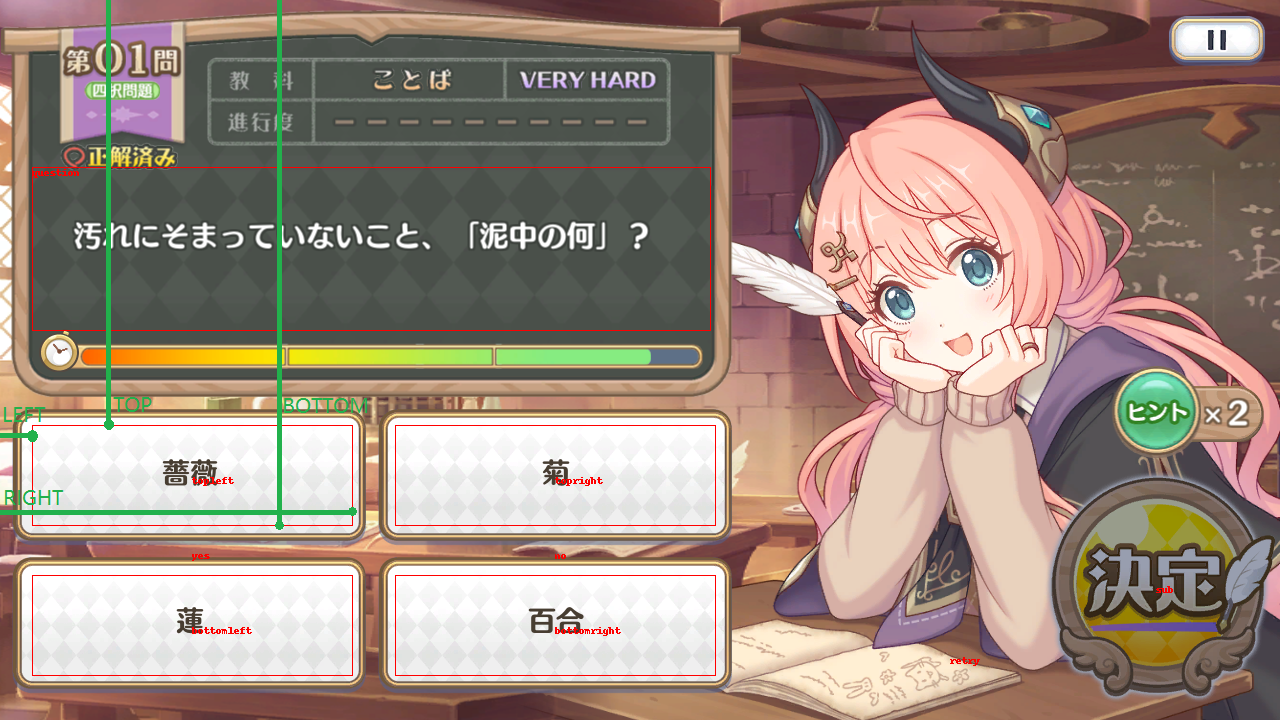 第01問
四択問題
正解済み
教 科
ことば
VERY HARD
進行度
question
汚れにそまっていないこと、「泥中の何」？
LEFT
TOP
BOTTOM
RIGHT
薔薇
topleft
菊
topright
yes
no
蓮
bottomleft
百合
bottomright
ヒント
×2
決定
sub
retry